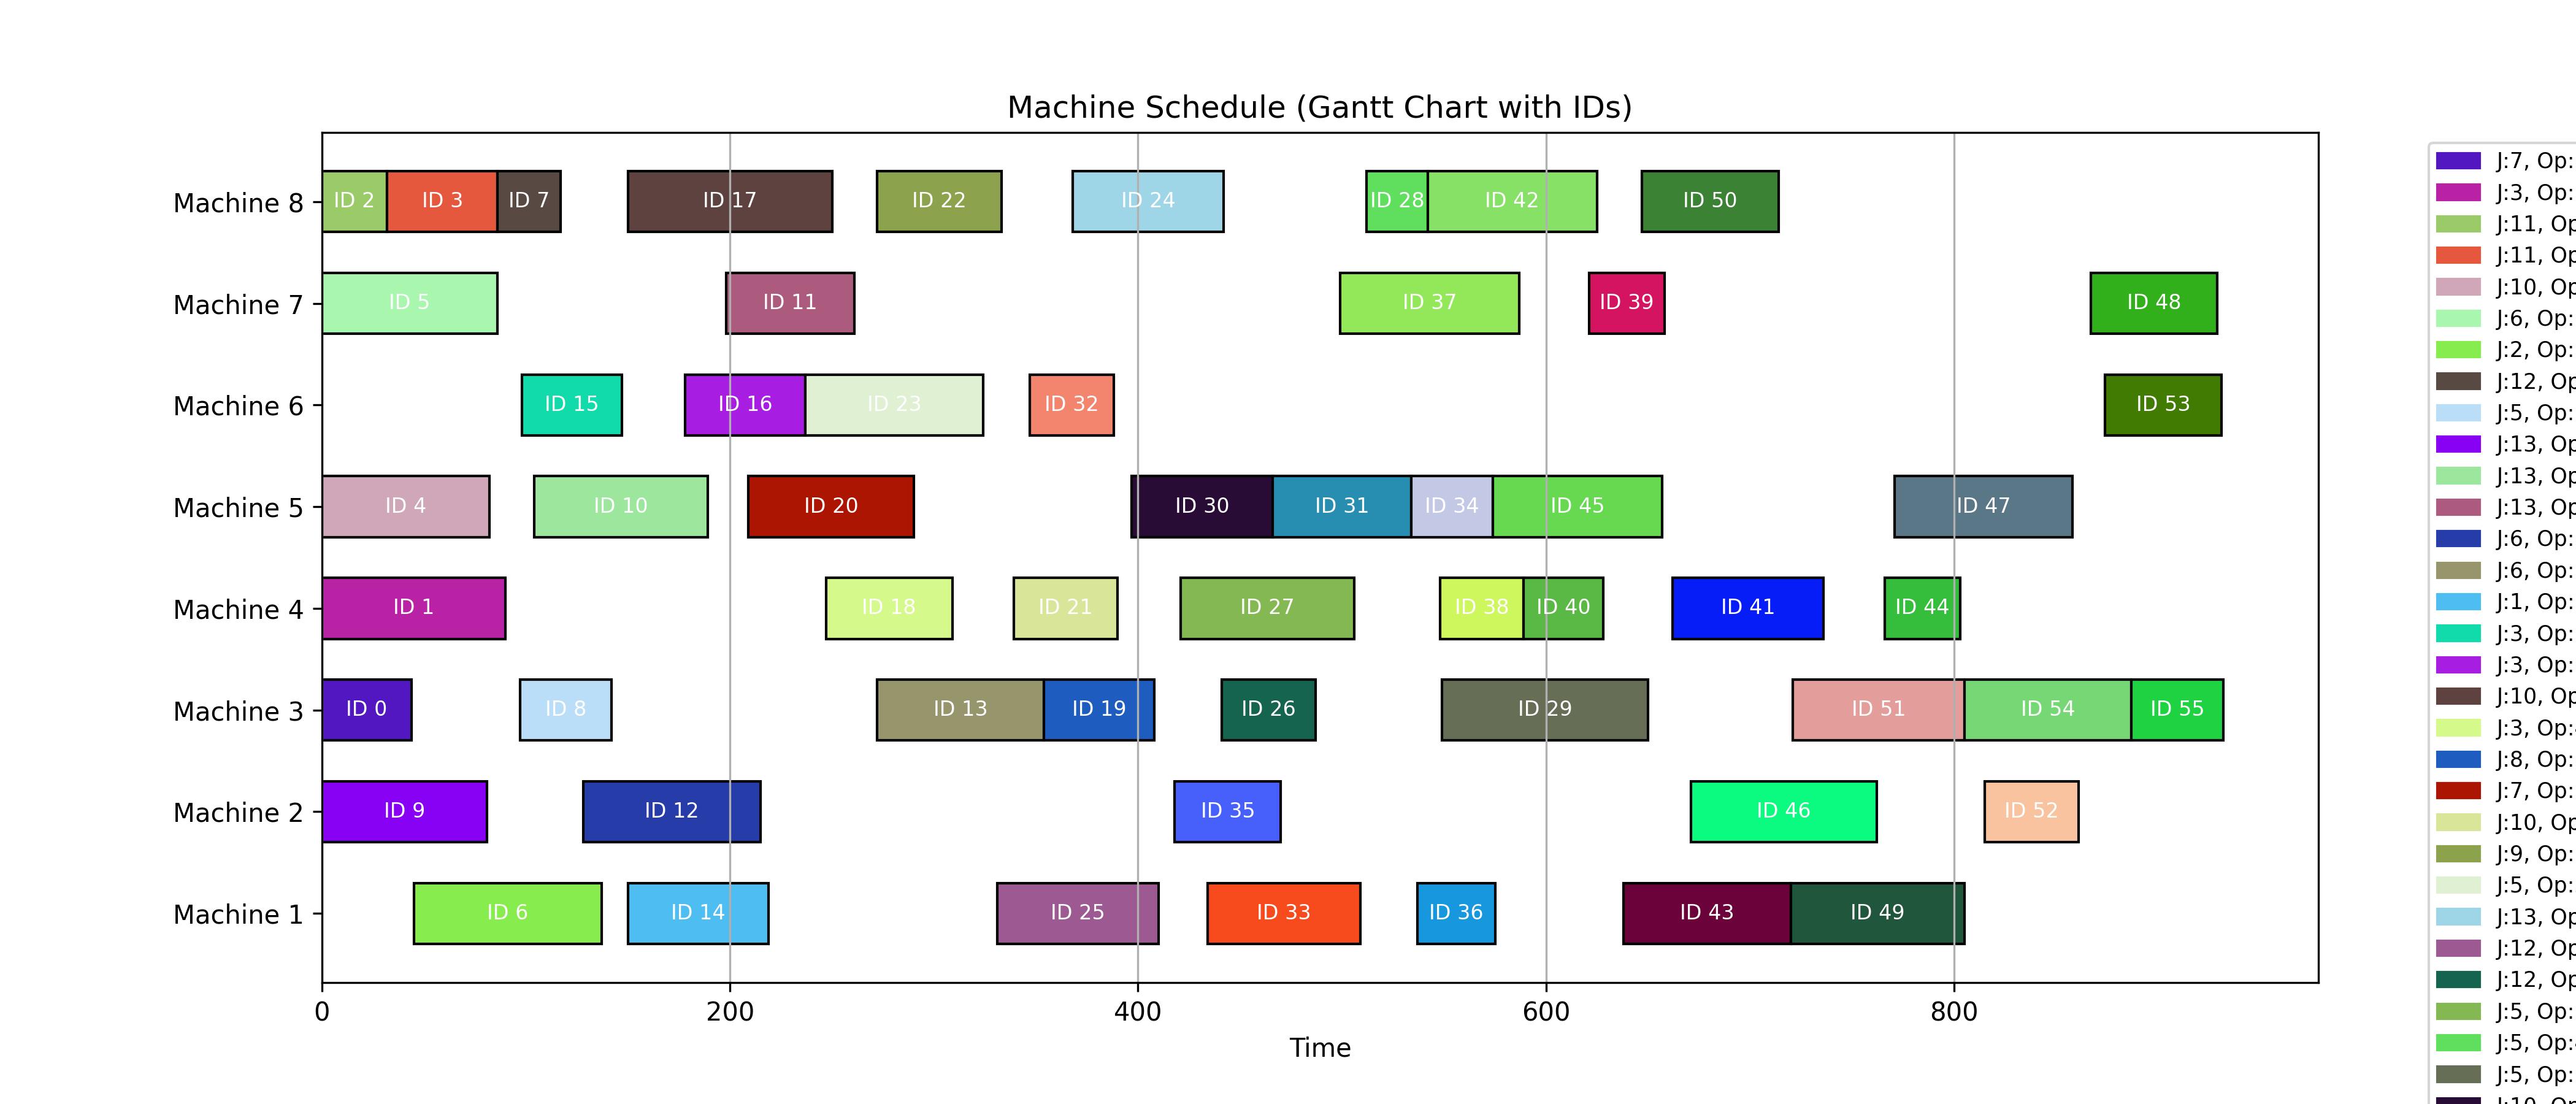 Machine Schedule (Gantt Chart with IDs)
Machine 8
ID 2 ID 3 ID 7 ID 17 ID 22 ID 24 ID 28 ID 42 ID 50
Machine 7
ID 5 ID 11 ID 37 ID 39 ID 48
Machine 6
ID 15 ID 16 ID 23 ID 32 ID 53
Machine 5
ID 4 ID 10 ID 20 ID 30 ID 31 ID 34 ID 45 ID 47
Machine 4
ID 1 ID 18 ID 21 ID 27 ID 38 ID 40 ID 41 ID 44
Machine 3
ID 0 ID 8 ID 13 ID 19 ID 26 ID 29 ID 51 ID 54 ID 55
Machine 2
ID 9 ID 12 ID 35 ID 46 ID 52
Machine 1
ID 6 ID 14 ID 25 ID 33 ID 36 ID 43 ID 49
0 200 400 600 800
Time
J:7, Op:
J:3, Op:
J:11, Op
J:11, Op
J:10, Op
J:6, Op:
J:2, Op:
J:12, Op
J:5, Op:
J:13, Op
J:13, Op
J:13, Op
J:6, Op:
J:6, Op:
J:1, Op:
J:3, Op:
J:3, Op:
J:10, Op
J:3, Op:
J:8, Op:
J:7, Op:
J:10, Op
J:9, Op:
J:5, Op:
J:13, Op
J:12, Op
J:12, Op
J:5, Op:
J:5, Op:
J:5, Op: